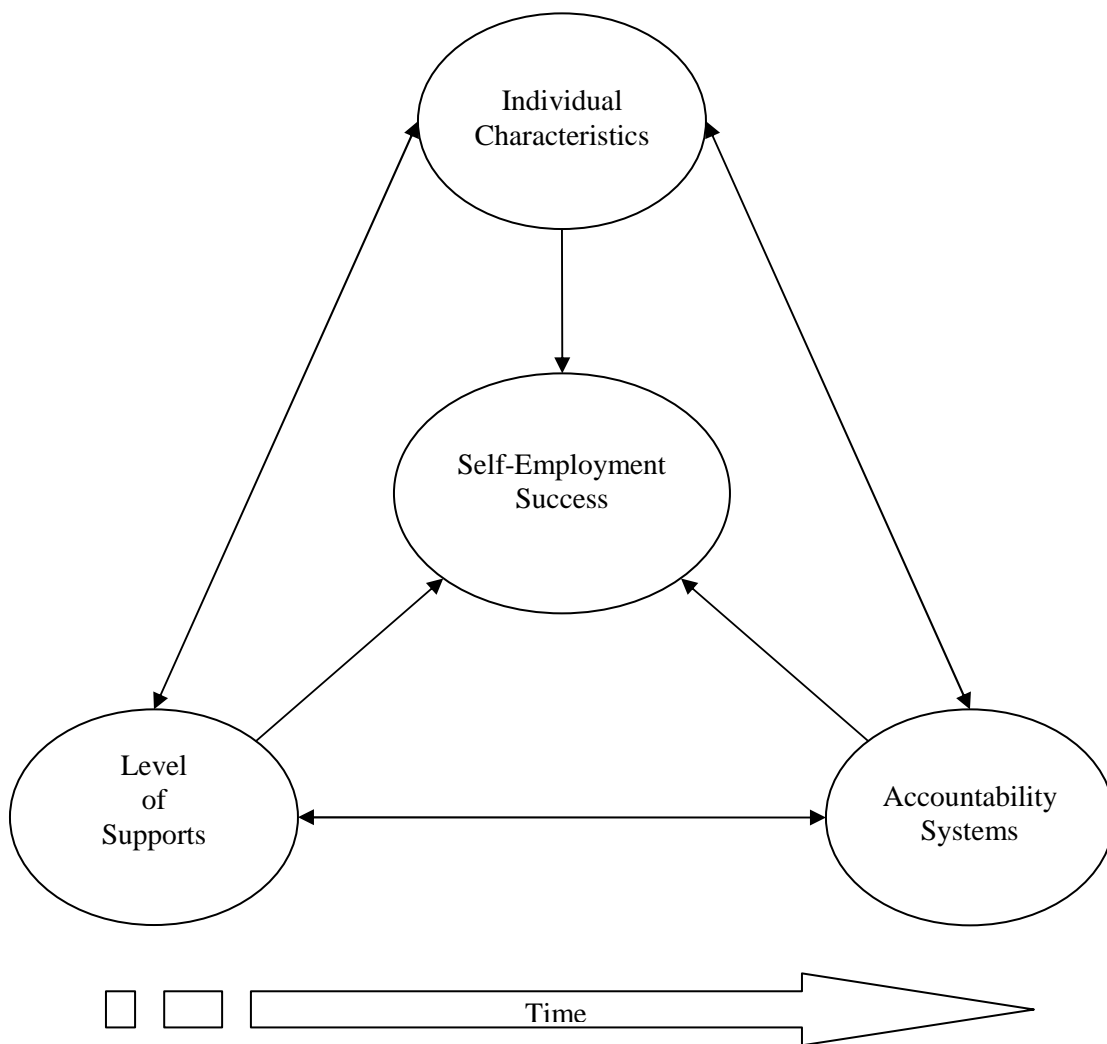 Individual
Characteristics
Self-Employment
Success
Level
of
Supports
Accountability
Systems
Time